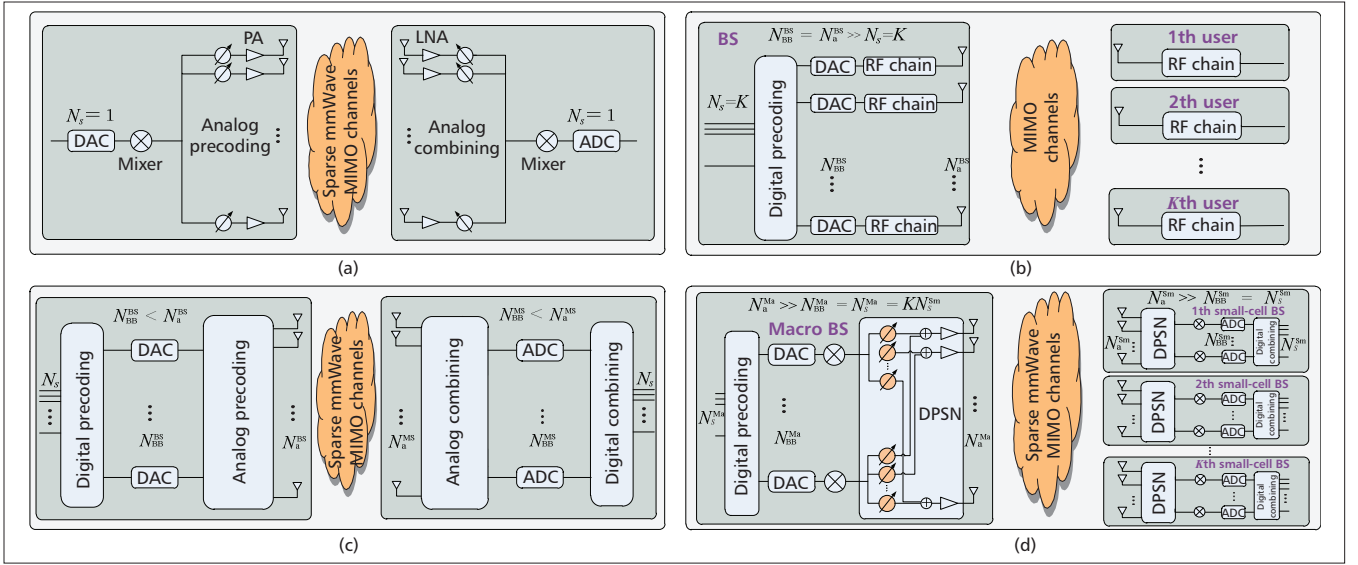 PA
LNA
N_s = 1
DAC
Mixer
Analog
precoding
Sparse mmWave
MIMO channels
Analog
combining
Mixer
N_s = 1
ADC
(a)
BS
N_BB^BS = N_a^BS >> N_s = K
N_s = K
Digital precoding
DAC
RF chain
DAC
RF chain
N_BB^BS
N_a^BS
DAC
RF chain
MIMO
channels
1th user
RF chain
2th user
RF chain
Kth user
RF chain
(b)
N_BB^BS < N_a^BS
N_s
Digital precoding
DAC
N_BB^BS
DAC
Analog precoding
N_a^BS
Sparse mmWave
MIMO channels
N_BB^MS < N_a^MS
N_a^MS
Analog combining
ADC
N_BB^MS
ADC
Digital combining
N_s
(c)
N_a^Ma >> N_BB^Ma = N_s^Ma = KN_s^Sm
Macro BS
N_s^Ma
Digital precoding
DAC
N_BB^Ma
DAC
DPSN
N_a^Ma
Sparse mmWave
MIMO channels
N_a^Sm >> N_BB^Sm = N_s^Sm
1th small-cell BS
N_a^Sm
DPSN
ADC
N_BB^Sm
ADC
Digital
combining
N_s^Sm
2th small-cell BS
DPSN
ADC
ADC
Digital
combining
Kth small-cell BS
DPSN
ADC
ADC
Digital
combining
(d)